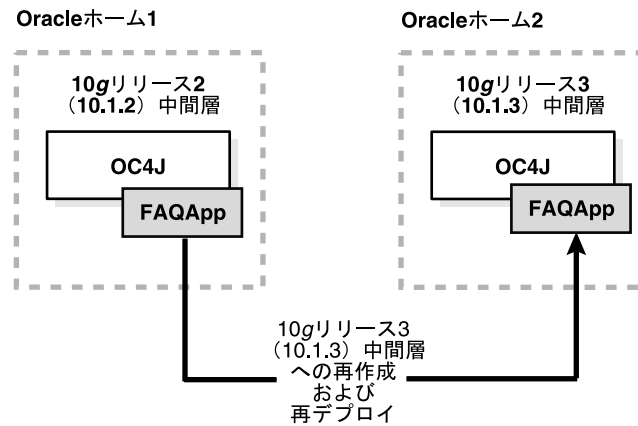 Oracleホーム1
10gリリース2
（10.1.2）中間層
OC4J
FAQApp
Oracleホーム2
10gリリース3
（10.1.3）中間層
OC4J
FAQApp
10gリリース3
（10.1.3）中間層
への再作成
および
再デプロイ